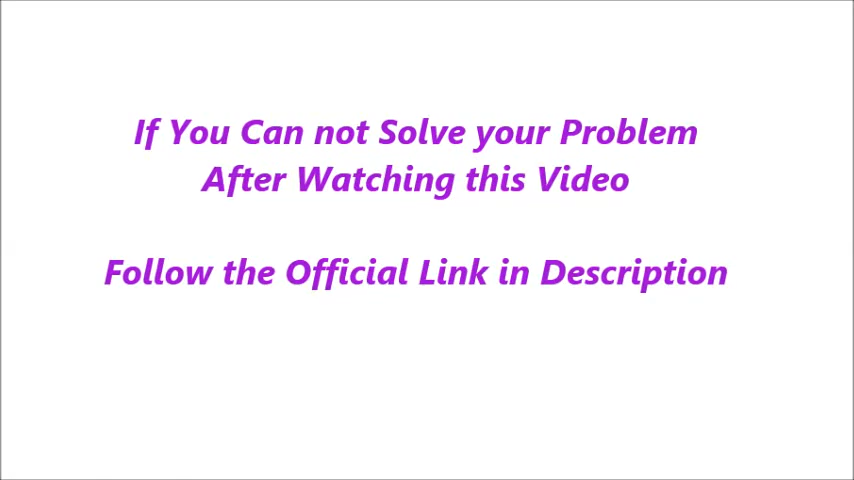 If You Can not Solve your Problem
After Watching this Video
Follow the Official Link in Description